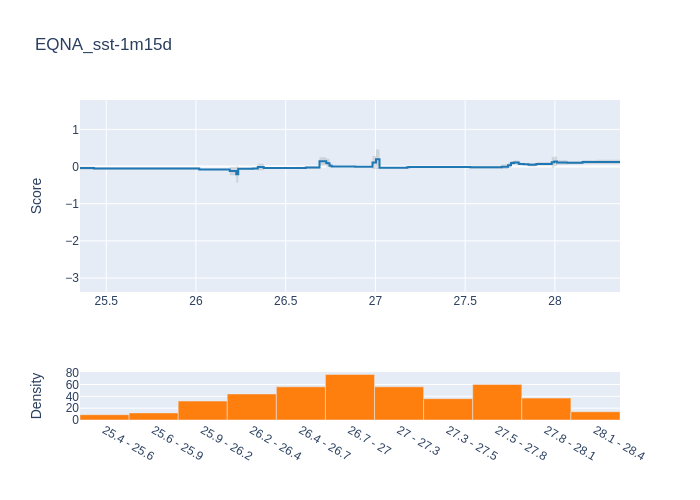 EQNA_sst-1m15d
Score
1
0
−1
−2
−3
25.5 26 26.5 27 27.5 28
Density
80
60
40
20
0
25.4 - 25.6
25.6 - 25.9
25.9 - 26.2
26.2 - 26.4
26.4 - 26.7
26.7 - 27
27 - 27.3
27.3 - 27.5
27.5 - 27.8
27.8 - 28.1
28.1 - 28.4